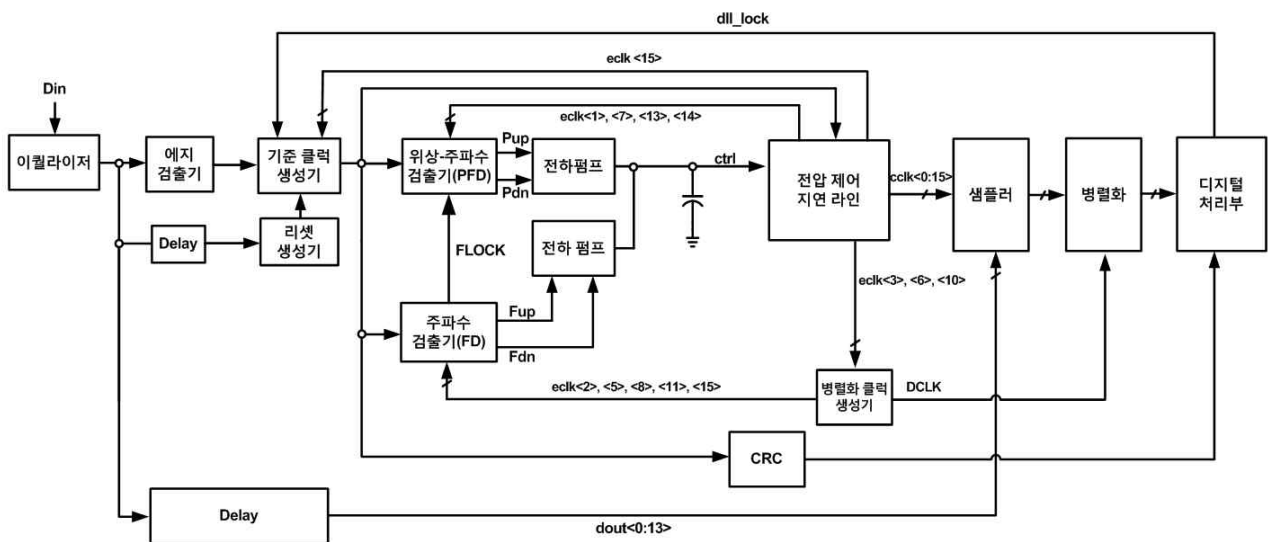 dll_lock
eclk <15>
Din
eclk<1>, <7>, <13>, <14>
이퀄라이저
에지
검출기
기준 클럭
생성기
위상-주파수
검출기(PFD)
Pup
Pdn
전하펌프
ctrl
전압 제어
지연 라인
cclk<0:15>
샘플러
병렬화
디지털
처리부
Delay
리셋
생성기
FLOCK
전하 펌프
eclk<3>, <6>, <10>
주파수
검출기(FD)
Fup
Fdn
eclk<2>, <5>, <8>, <11>, <15>
병렬화 클럭
생성기
DCLK
CRC
Delay
dout<0:13>